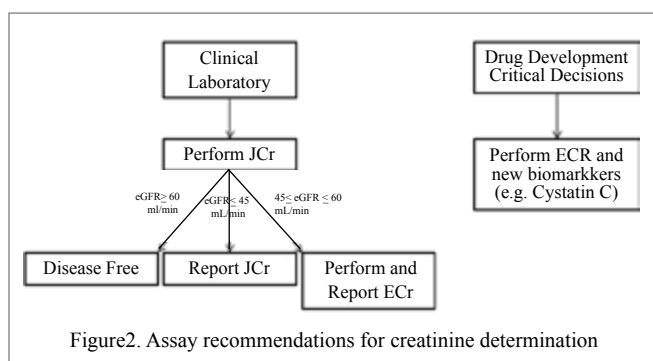 Clinical
Laboratory
Drug Development
Critical Decisions
Perform JCr
Perform ECR and
new biomarkkers
(e.g. Cystatin C)
eGFR≥ 60
ml/min
eGFR≤ 45
mL/min
45≤ eGFR ≤ 60
mL/min
Disease Free
Report JCr
Perform and
Report ECr
Figure2. Assay recommendations for creatinine determination